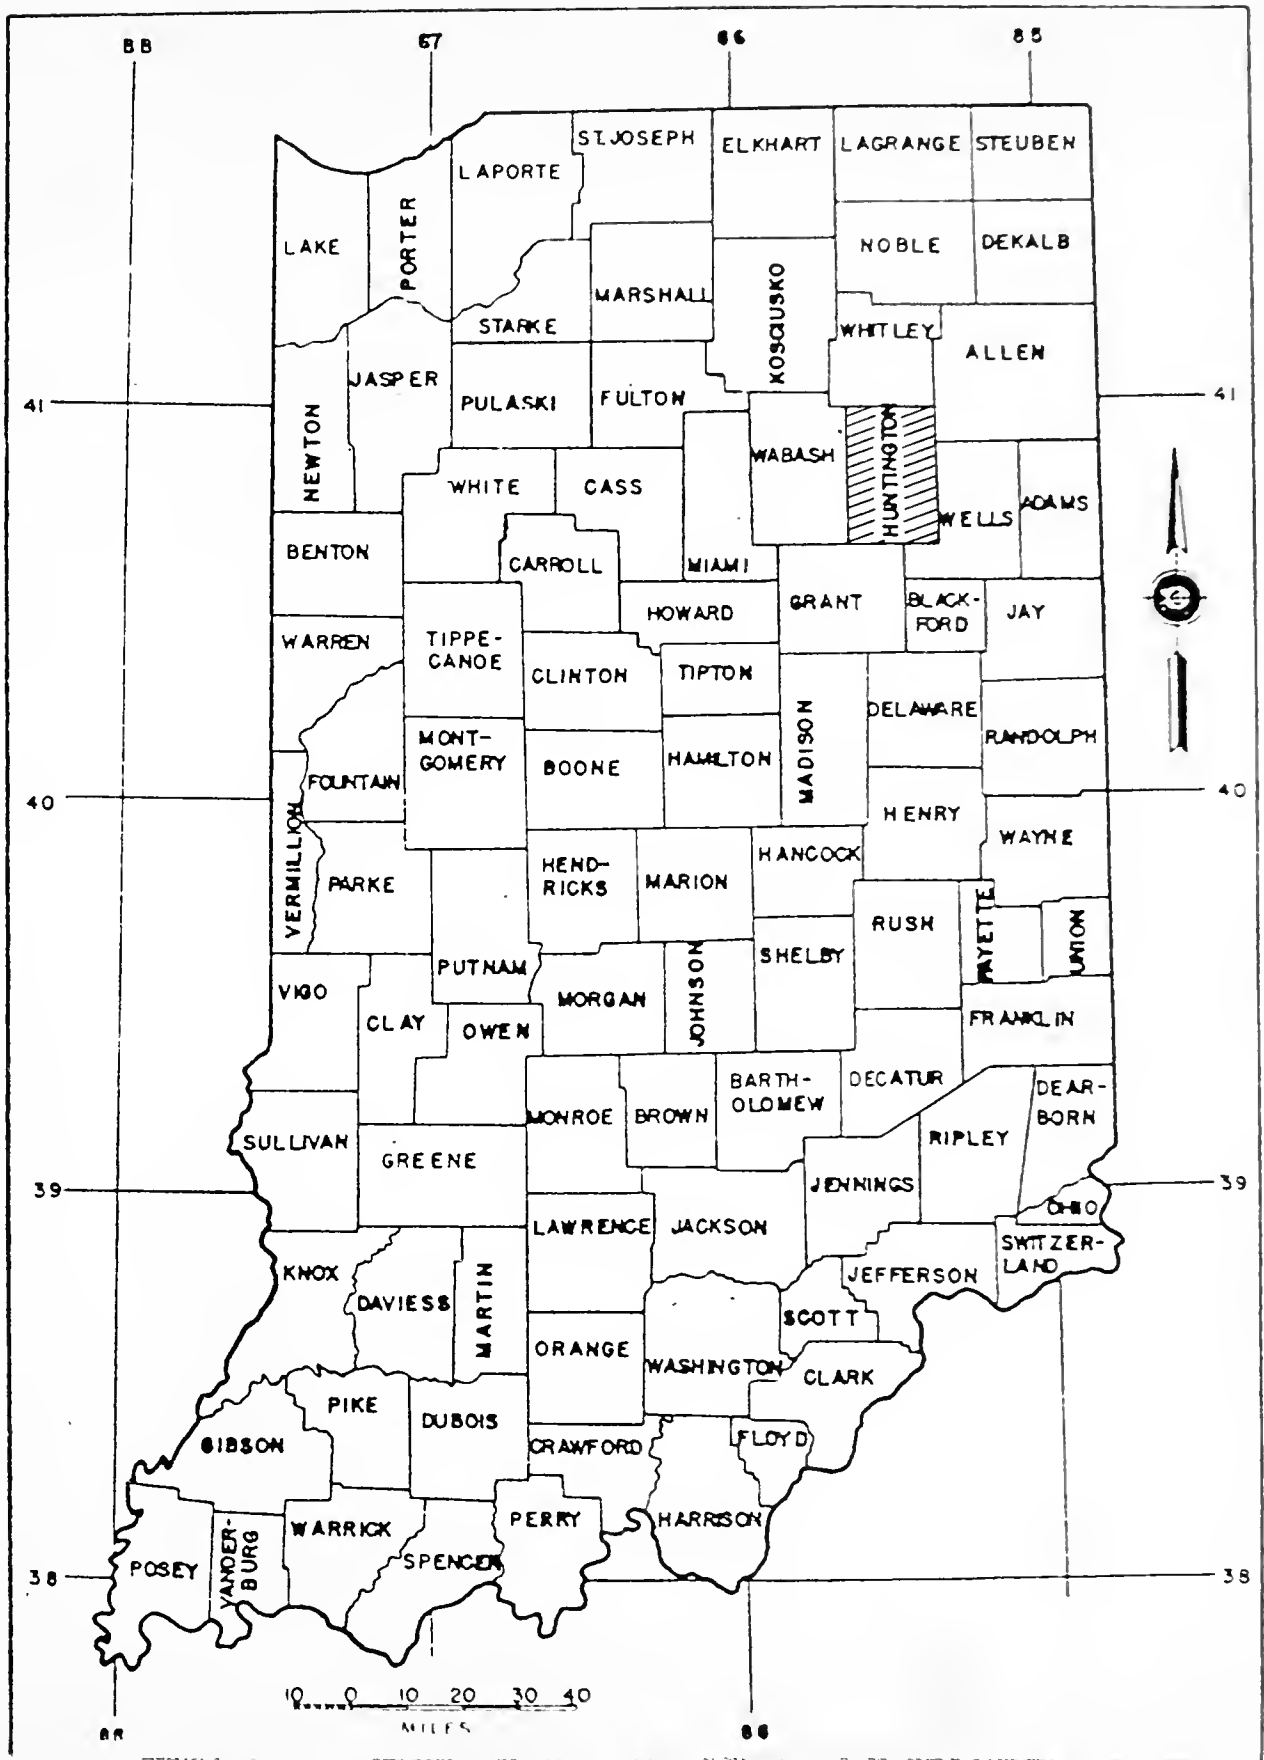 88 87 86 85
ST. JOSEPH ELKHART LAGRANGE STEUBEN
LAPORTE
PORTER
LAKE NOBLE DEKALB
MARSHALL KOSCIUSKO
STARKE WHITLEY
ALLEN
JASPER
41 PULASKI FULTON 41
NEWTON WABASH HUNTINGTON
WHITE CASS WELLS ADAMS
BENTON CARROLL MIAMI
HOWARD GRANT BLACK-
FORD JAY
WARREN TIPPE-
CANOE CLINTON TIPTON
DELAWARE
MONT-
GOMERY BOONE HAMILTON MADISON RANDOLPH
FOUNTAIN
40 40
VERMILLION HENRY
WAYNE
PARKE HEND-
RICKS MARION HANCOCK
RUSH FAYETTE UNION
PUTNAM SHELBY
VIGO MORGAN JOHNSON
CLAY OWEN FRANKLIN
BARTH-
OLOMEW DECATUR DEAR-
BORN
MONROE BROWN
SULLIVAN GREENE RIPLEY
39 JENNINGS 39
OHIO
LAWRENCE JACKSON
SWITZER-
LAND
KNOX JEFFERSON
DAVIESS MARTIN SCOTT
ORANGE WASHINGTON CLARK
PIKE DUBOIS
GIBSON CRAWFORD FLOYD
WARRICK PERRY HARRISON
POSEY VANDER-
BURG SPENCER
38 38
10 0 10 20 30 40
MILES
88 86